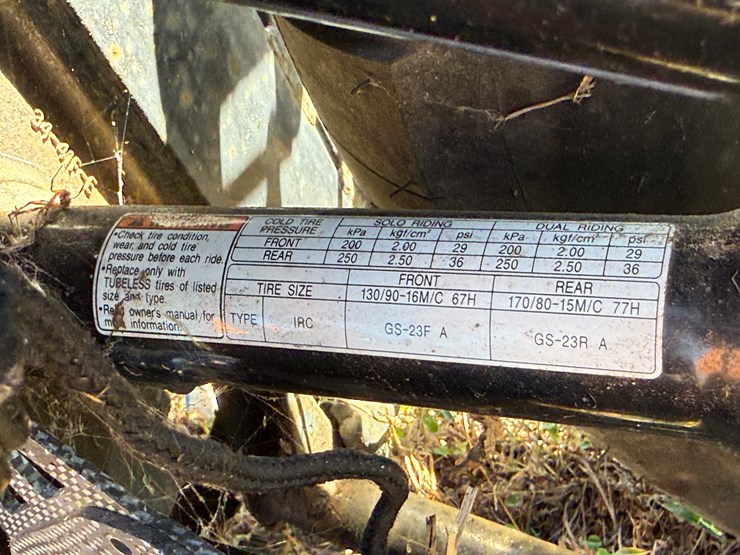 •Check tire condition,
wear, and cold tire
pressure before each ride.
•Replace only with
TUBELESS tires of listed
size and type.
owner's manual for
information.
COLD TIRE PRESSURE SOLO RIDING DUAL RIDING
kPa kgf/cm² psi kPa kgf/cm² psi
FRONT 200 2.00 29 200 2.00 29
REAR 250 2.50 36 250 2.50 36
FRONT REAR
TIRE SIZE 130/90-16M/C 67H 170/80-15M/C 77H
TYPE IRC GS-23F A GS-23R A